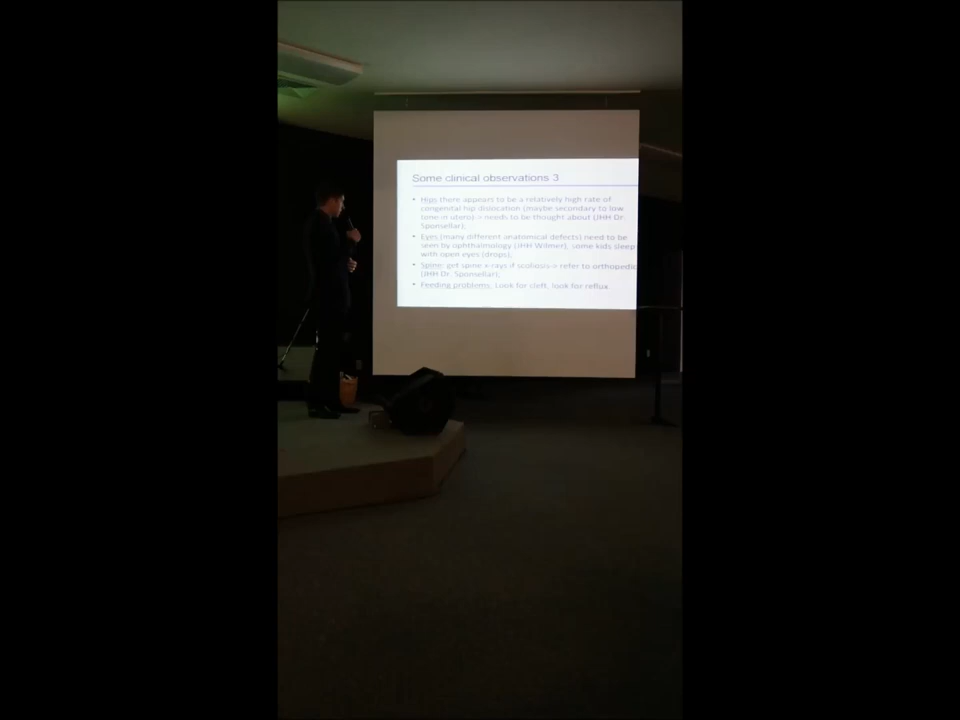 Some clinical observations 3
• Hips there appears to be a relatively high rate of
congenital hip dislocation (maybe secondary to low
tone in utero) -> needs to be thought about (JHH Dr.
Sponsellar);
• Eyes (many different anatomical defects) need to be
seen by ophthalmology (JHH Wilmer), some kids sleep
with open eyes (drops);
• Spine: get spine x rays if scoliosis-> refer to orthopedic
(JHH Dr. Sponsellar);
• Feeding problems: Look for cleft, look for reflux.